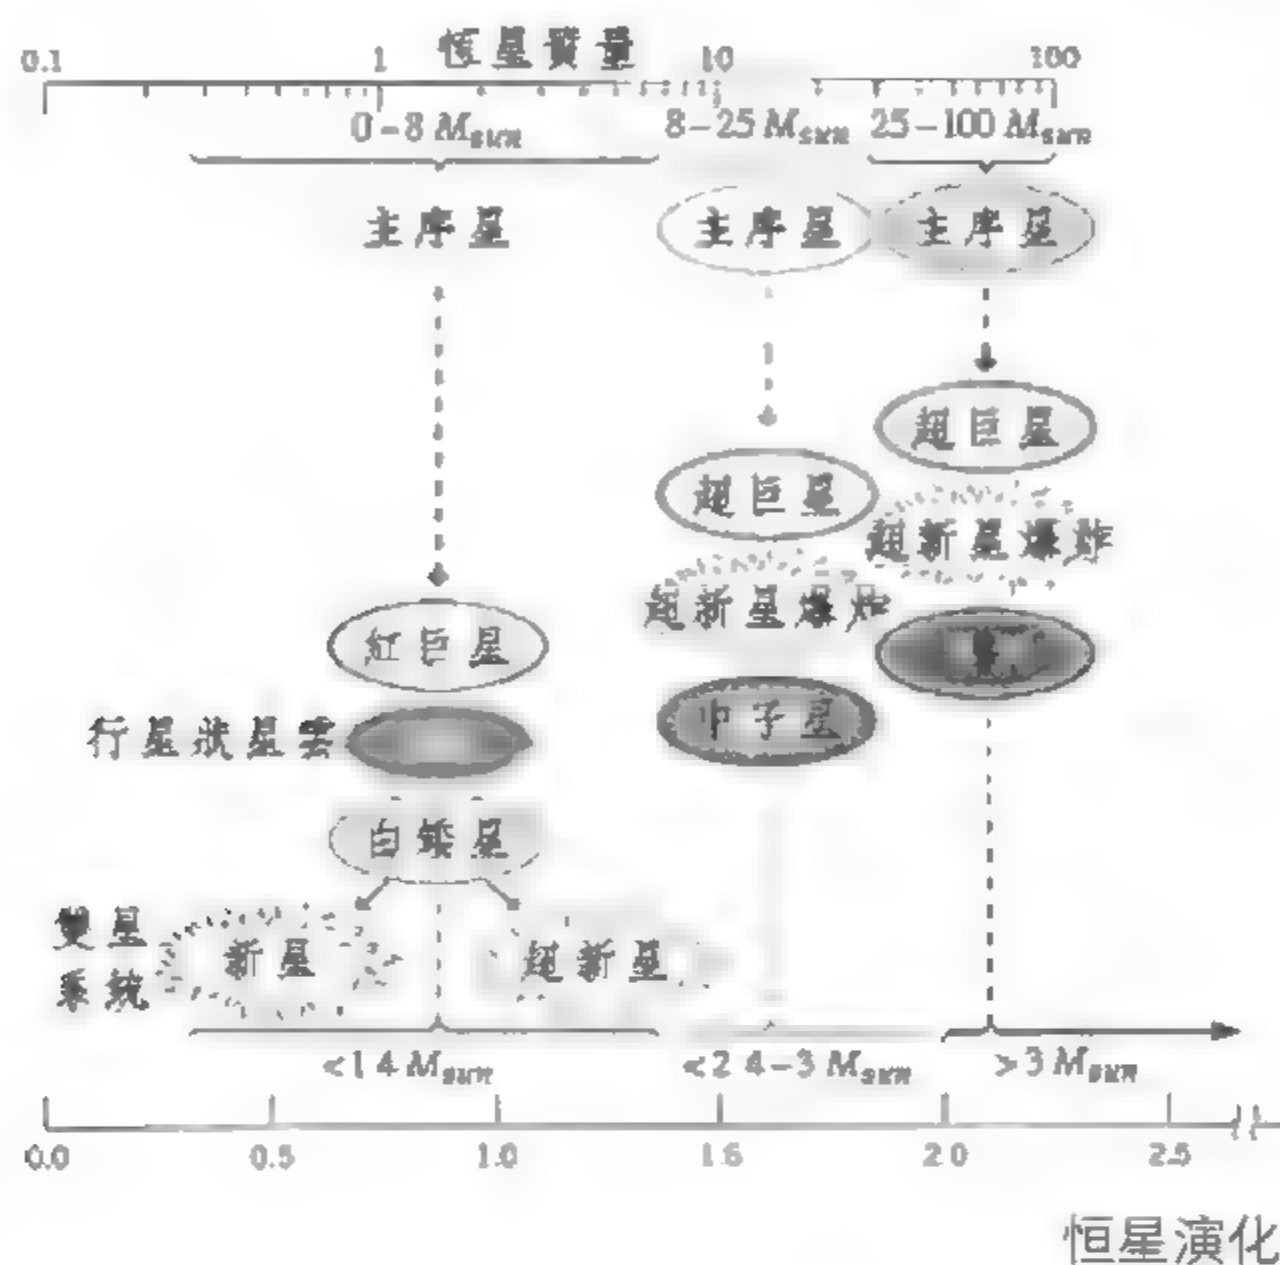 恆星質量
0.1 1 10 100
0-8 Msun 8-25 Msun 25-100 Msun
主序星 主序星 主序星
超巨星
超巨星
超新星爆炸
超新星爆炸
紅巨星
中子星
行星狀星雲
白矮星
雙星
系統
新星 超新星
<1 4 Msun <2 4-3 Msun >3 Msun
0.0 0.5 1.0 1.6 2 0 2.5
恒星演化